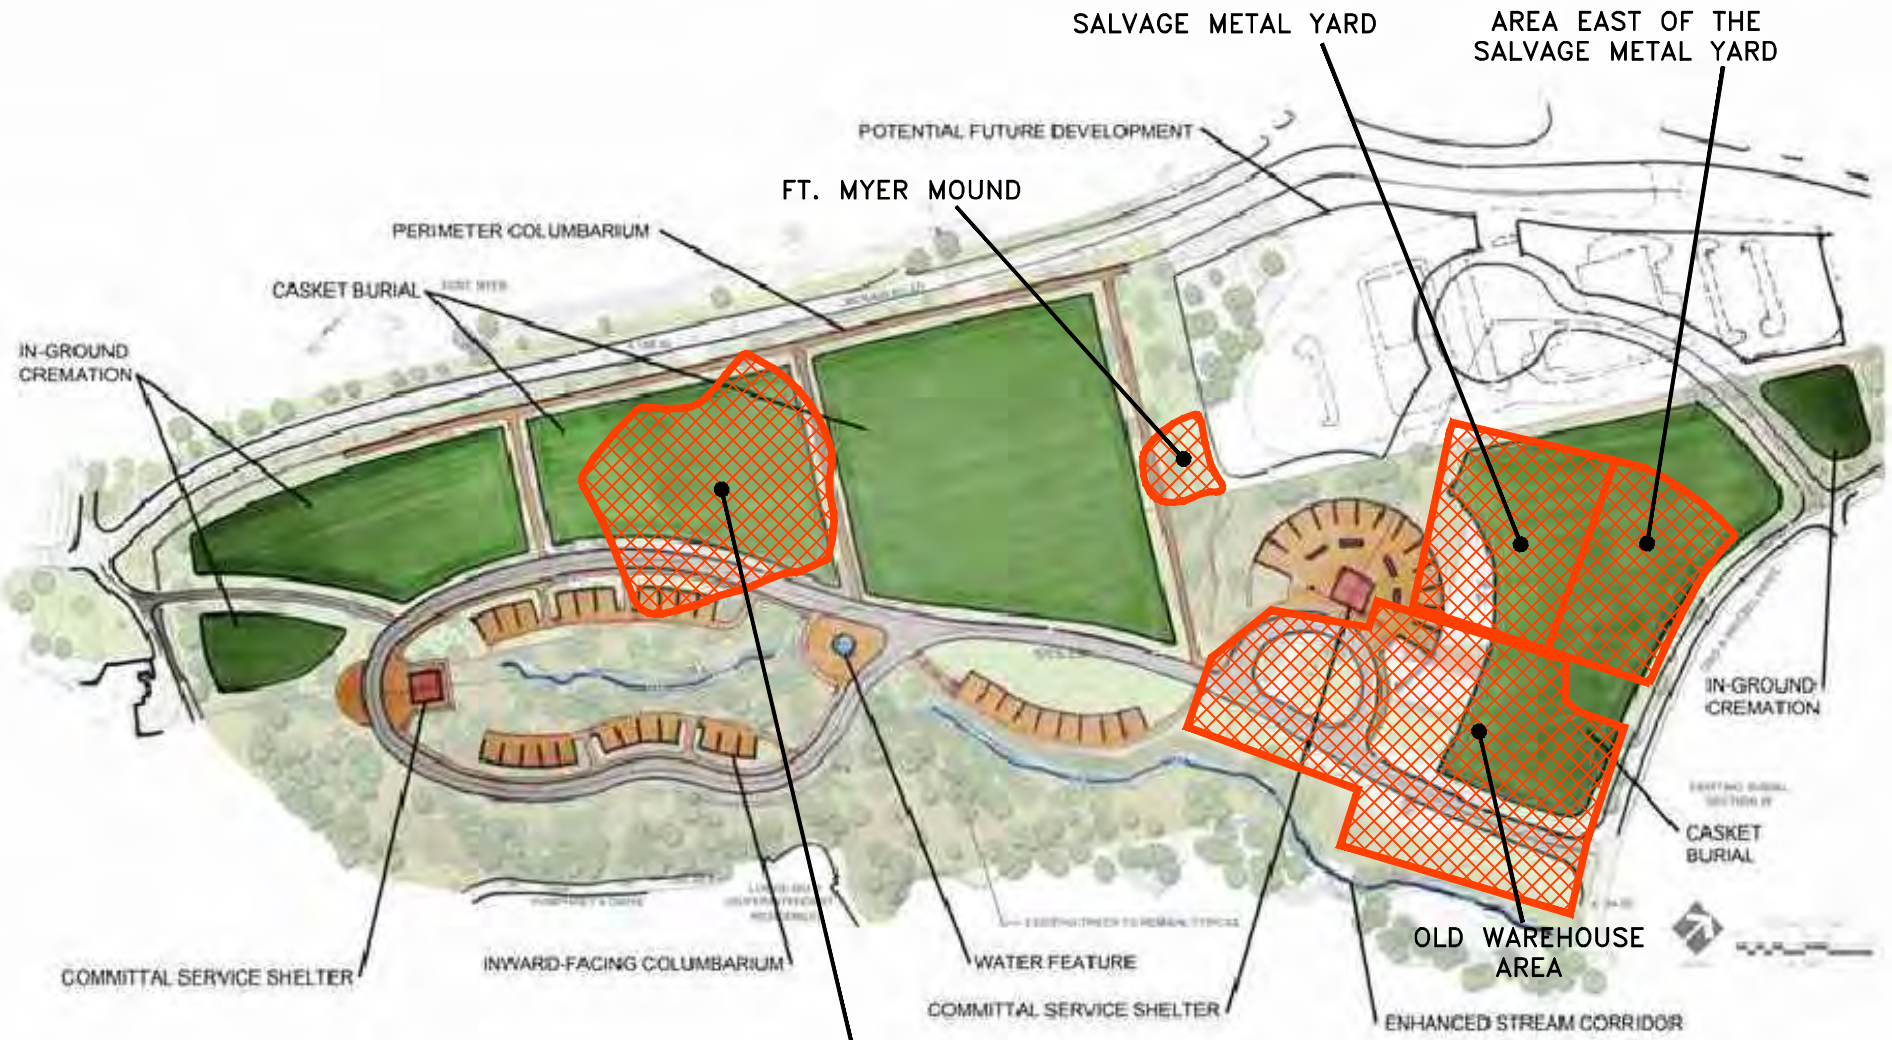 SALVAGE METAL YARD
AREA EAST OF THE
SALVAGE METAL YARD
POTENTIAL FUTURE DEVELOPMENT
FT. MYER MOUND
PERIMETER COLUMBARIUM
CASKET BURIAL
IN-GROUND
CREMATION
IN-GROUND
CREMATION
CASKET
BURIAL
OLD WAREHOUSE
AREA
INWARD-FACING COLUMBARIUM
WATER FEATURE
COMMITTAL SERVICE SHELTER
COMMITTAL SERVICE SHELTER
ENHANCED STREAM CORRIDOR